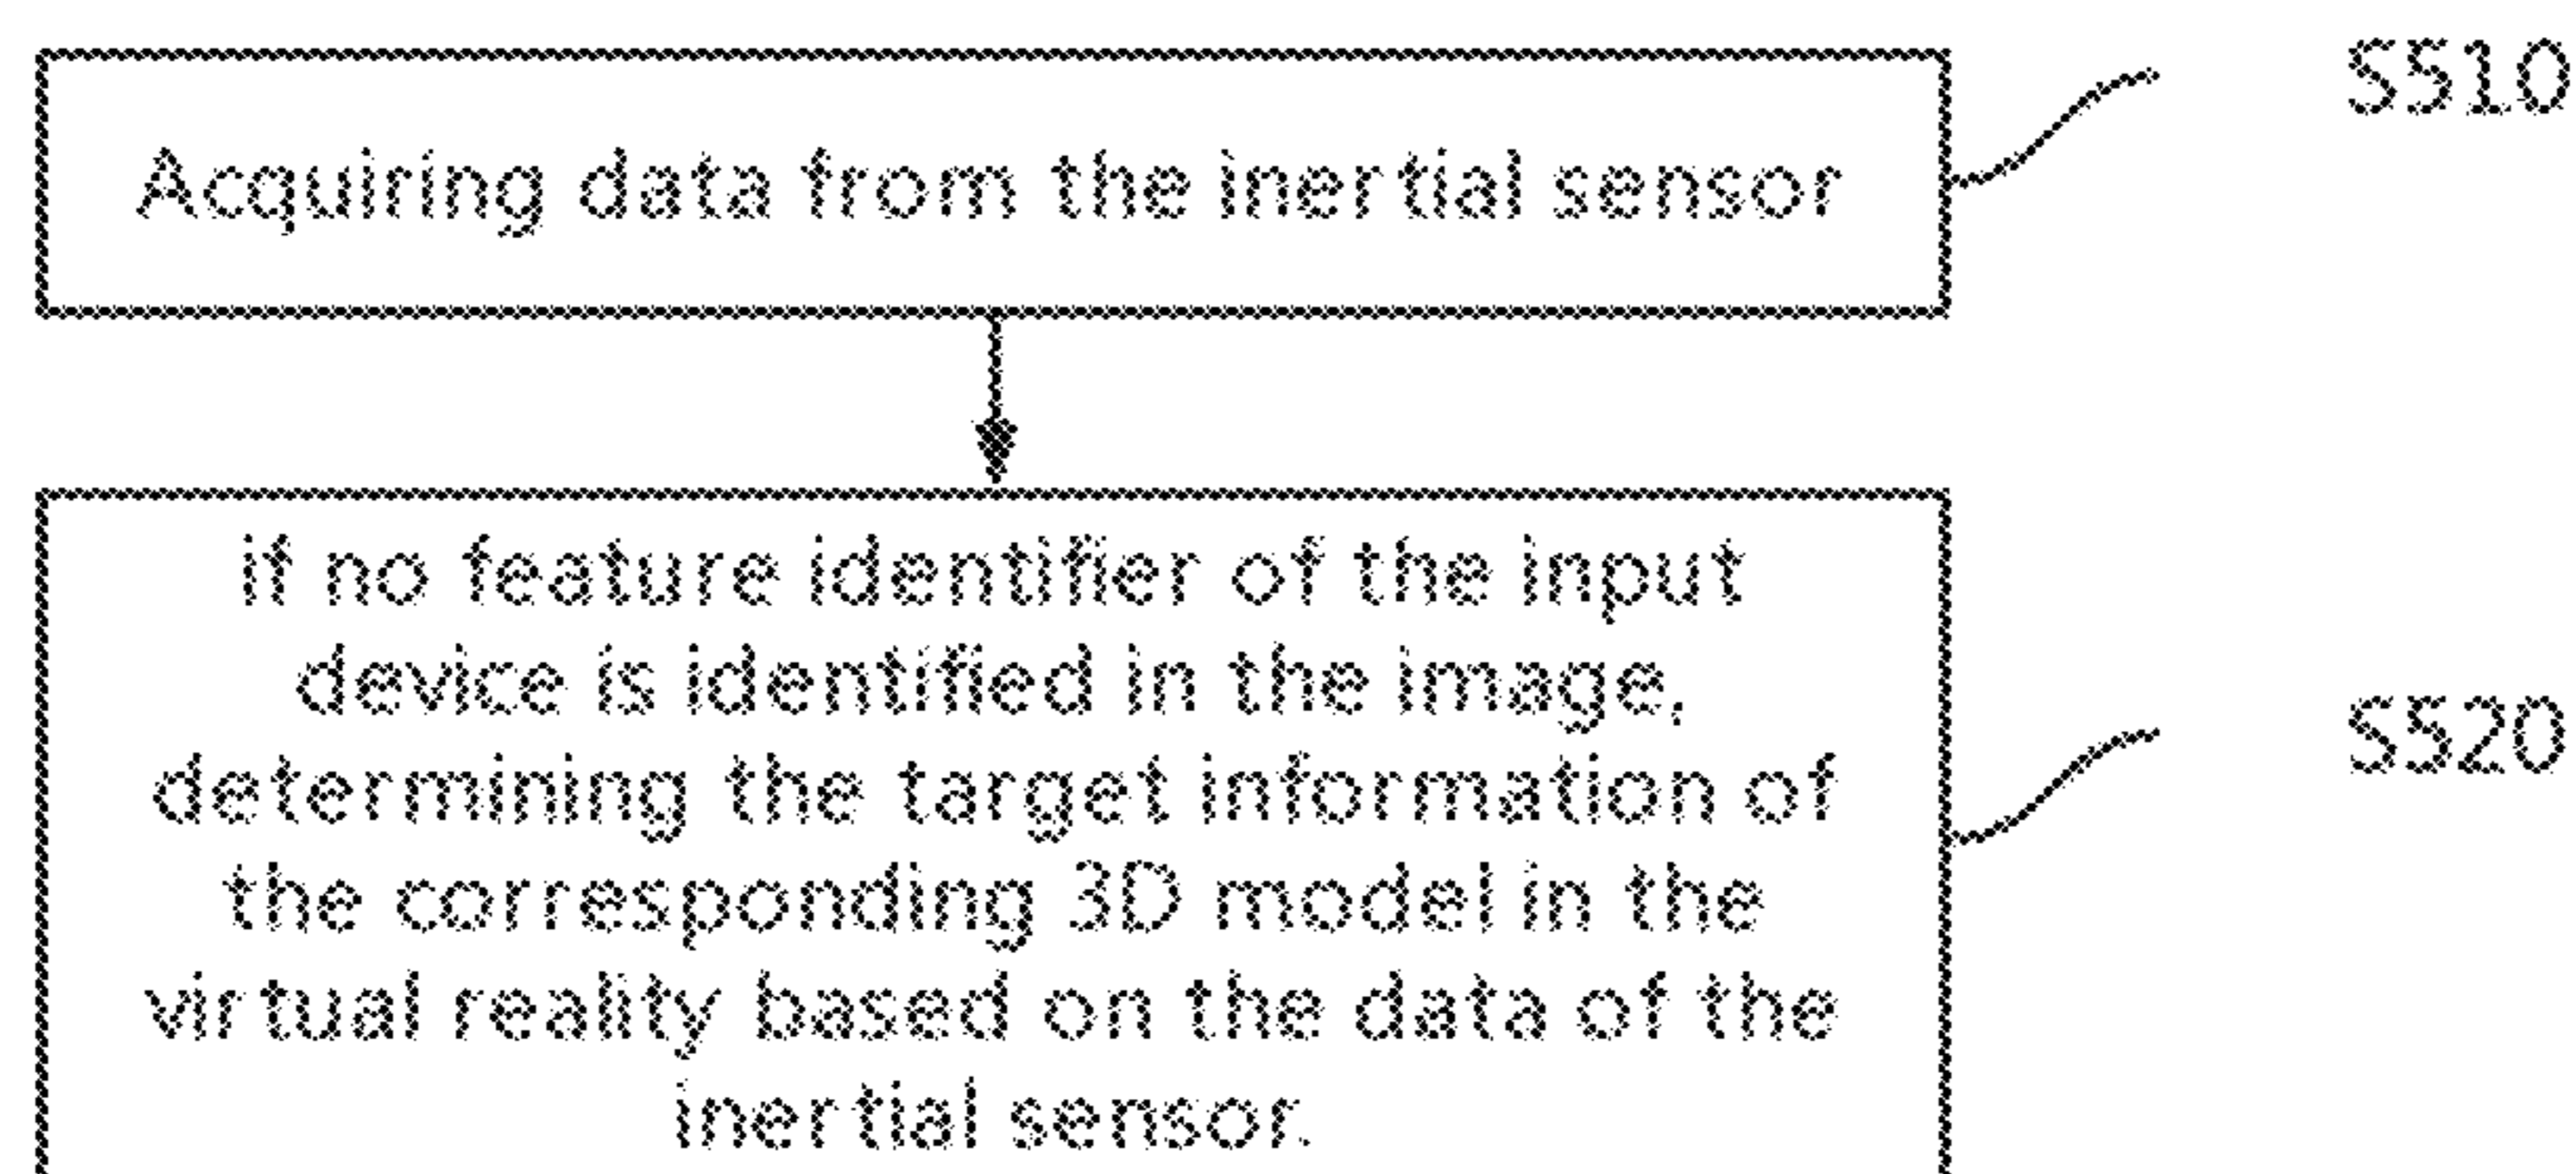 S510
Acquiring data from the inertial sensor
if no feature identifier of the input
device is identified in the image,
determining the target information of
S520
the corresponding 3D model in the
virtual reality based on the data of the
inertial sensor.